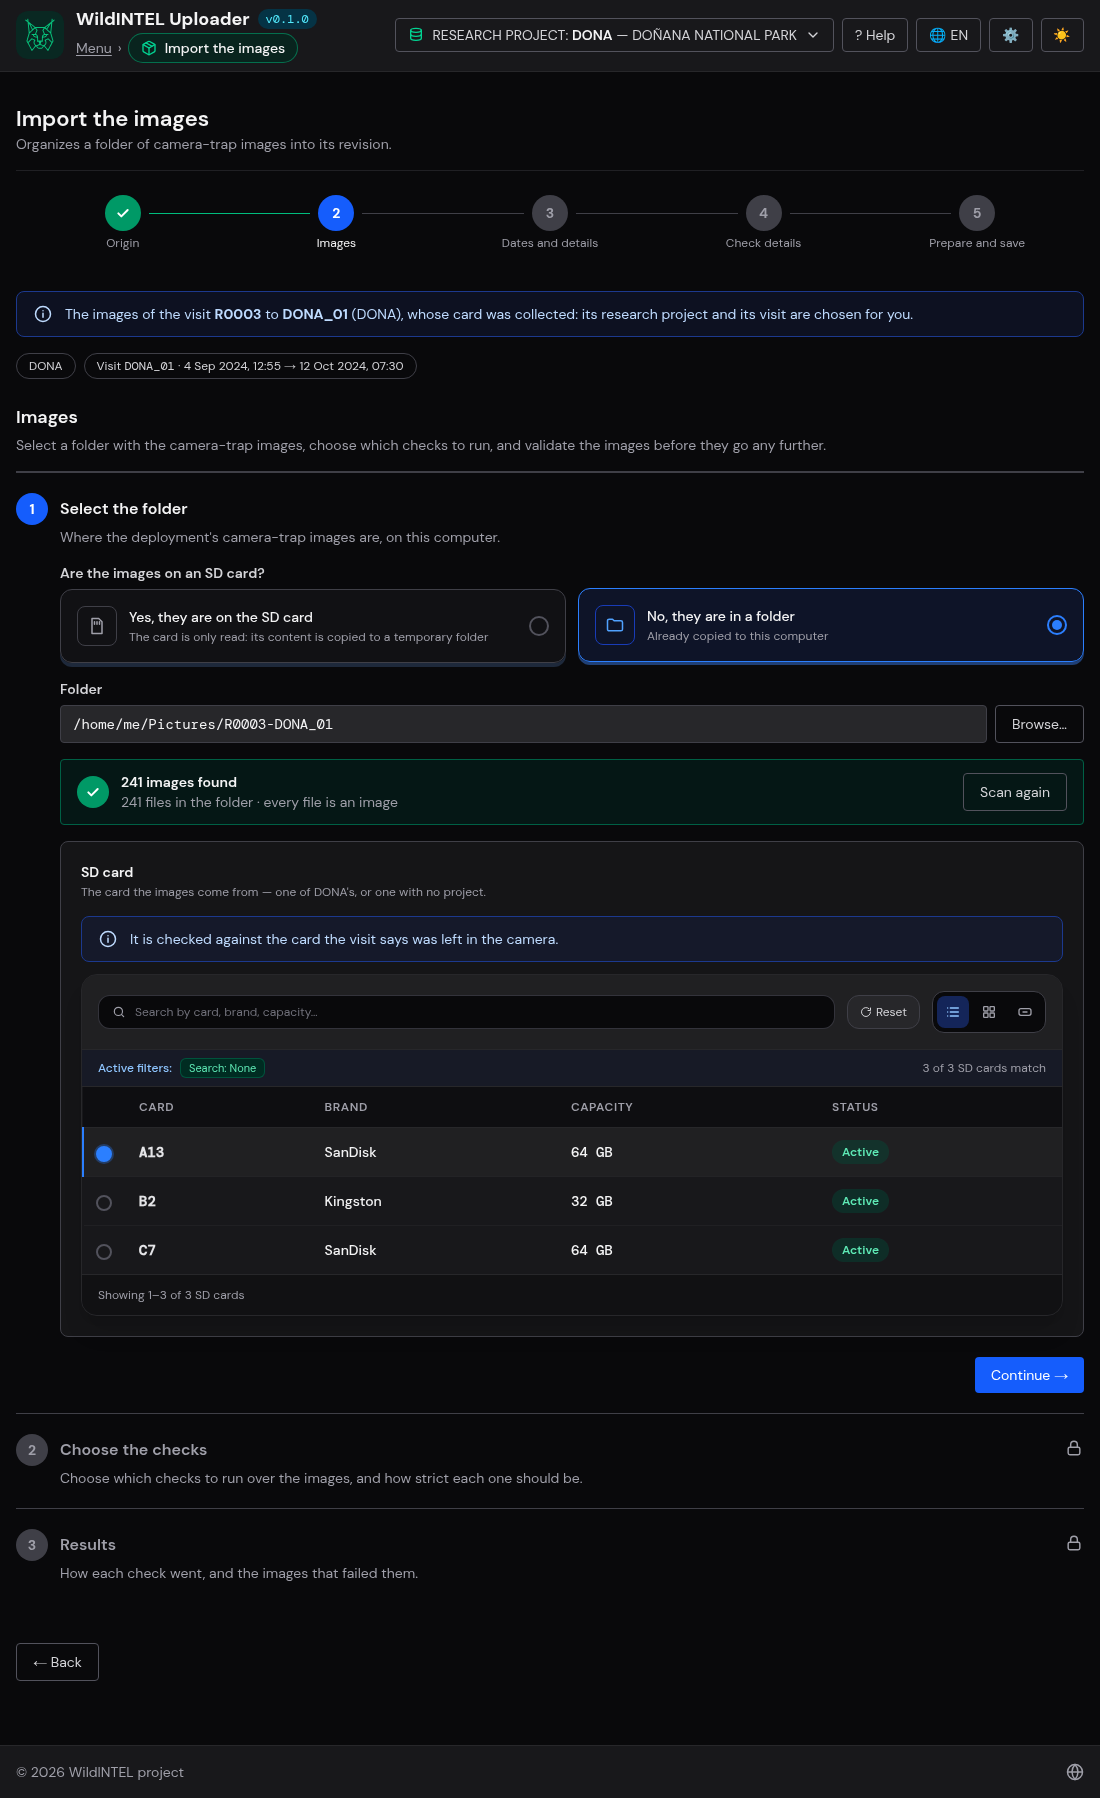 WildINTEL Uploader v0.1.0
Menu › Import the images
RESEARCH PROJECT: DONA — DOÑANA NATIONAL PARK
? Help
EN
Import the images
Organizes a folder of camera-trap images into its revision.
2
3
4
5
Origin
Images
Dates and details
Check details
Prepare and save
The images of the visit R0003 to DONA_01 (DONA), whose card was collected: its research project and its visit are chosen for you.
DONA
Visit DONA_01 · 4 Sep 2024, 12:55 → 12 Oct 2024, 07:30
Images
Select a folder with the camera-trap images, choose which checks to run, and validate the images before they go any further.
1
Select the folder
Where the deployment's camera-trap images are, on this computer.
Are the images on an SD card?
Yes, they are on the SD card
The card is only read: its content is copied to a temporary folder
No, they are in a folder
Already copied to this computer
Folder
/home/me/Pictures/R0003-DONA_01
Browse…
241 images found
241 files in the folder · every file is an image
Scan again
SD card
The card the images come from — one of DONA's, or one with no project.
It is checked against the card the visit says was left in the camera.
Search by card, brand, capacity…
Reset
Active filters: Search: None
3 of 3 SD cards match
CARD BRAND CAPACITY STATUS
A13 SanDisk 64 GB Active
B2 Kingston 32 GB Active
C7 SanDisk 64 GB Active
Showing 1–3 of 3 SD cards
Continue →
2
Choose the checks
Choose which checks to run over the images, and how strict each one should be.
3
Results
How each check went, and the images that failed them.
← Back
© 2026 WildINTEL project